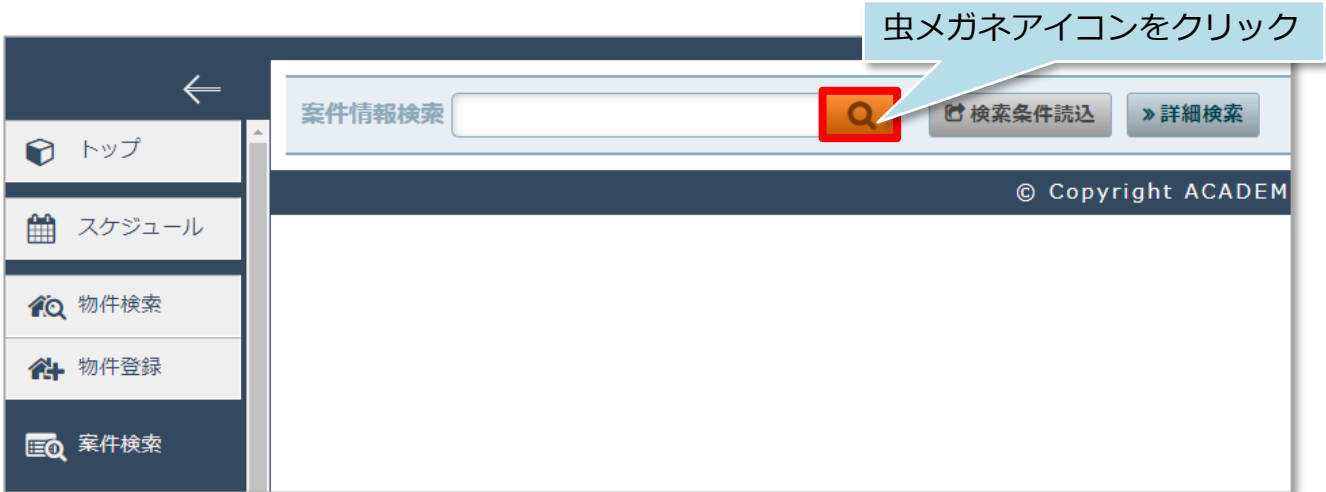 虫メガネアイコンをクリック
案件情報検索
検索条件読込
詳細検索
トップ
© Copyright ACADEM
スケジュール
物件検索
物件登録
案件検索